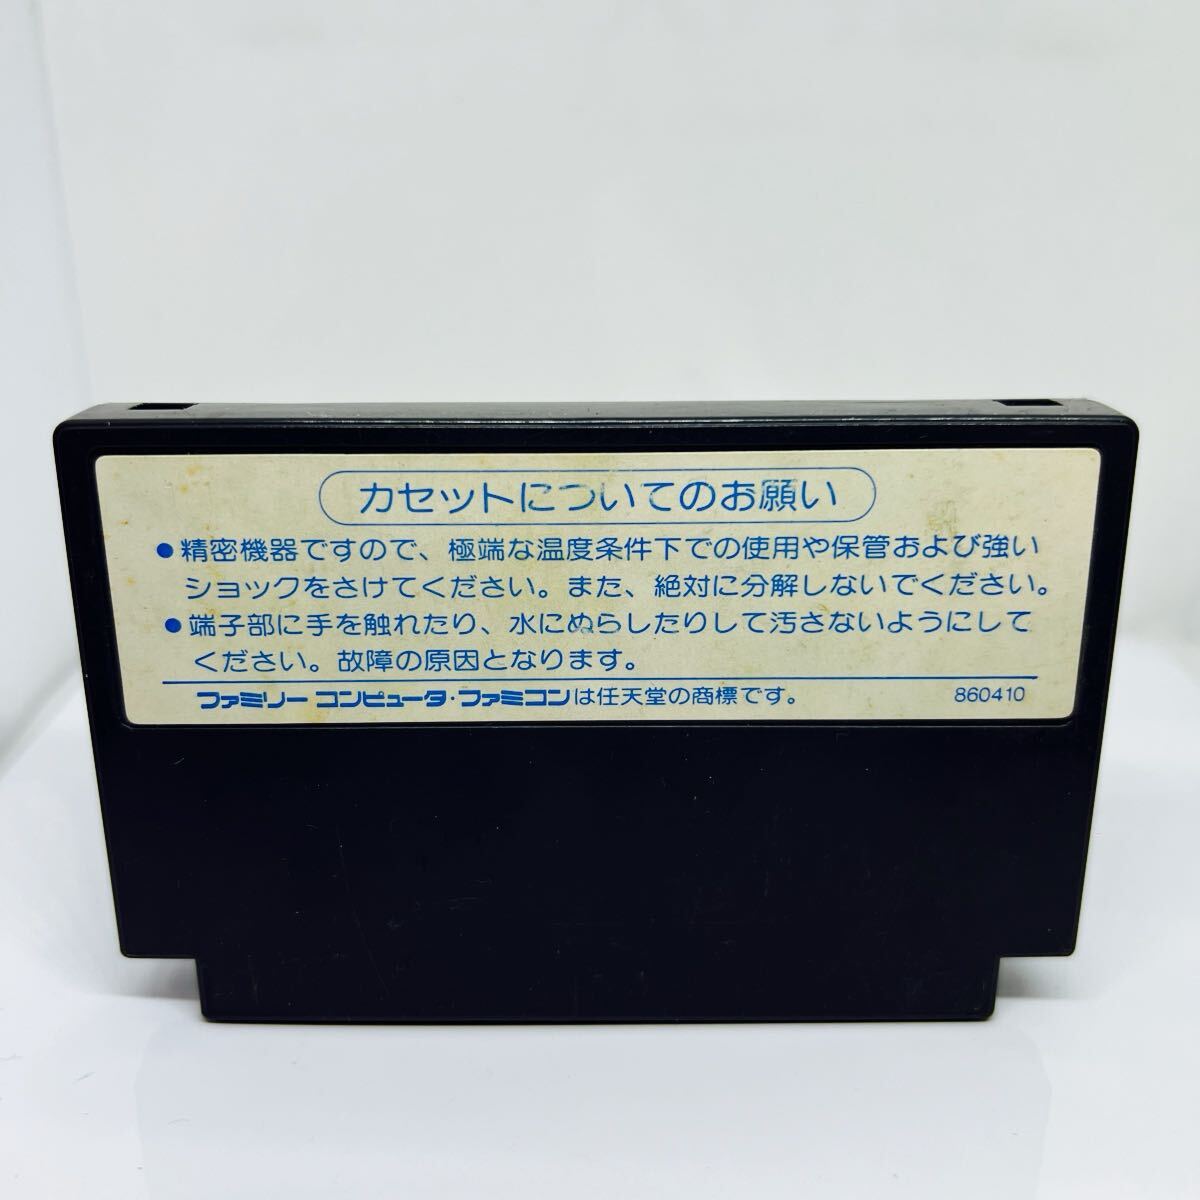 カセットについてのお願い
●精密機器ですので、極端な温度条件下での使用や保管および強い
ショックをさけてください。また、絶対に分解しないでください。
●端子部に手を触れたり、水にぬらしたりして汚さないようにして
ください。故障の原因となります。
ファミリー コンピュータ・ファミコンは任天堂の商標です。 860410